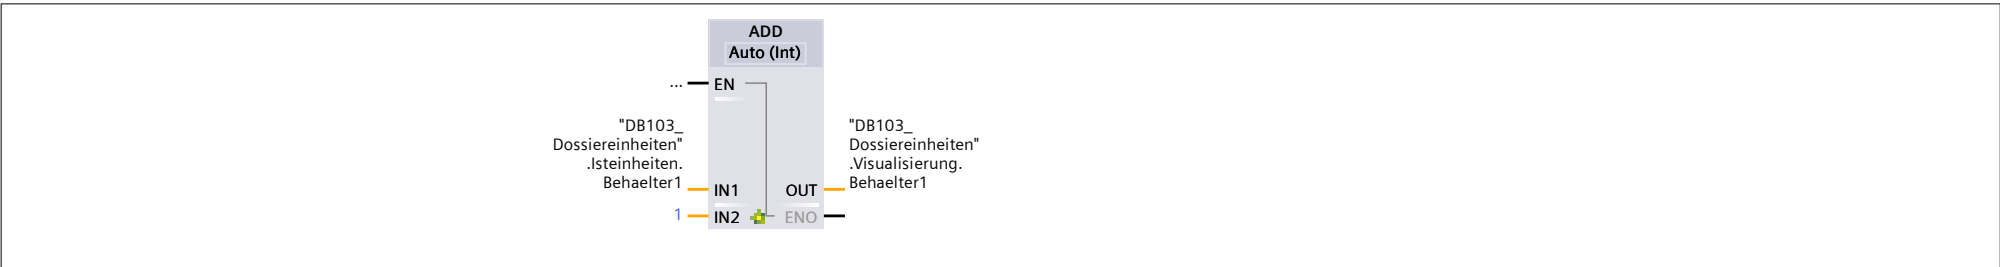 ADD
Auto (Int)
...
EN
"DB103_
Dossiereinheiten"
.Isteinheiten.
Behaelter1
IN1
1
IN2
"DB103_
Dossiereinheiten"
.Visualisierung.
Behaelter1
OUT
ENO